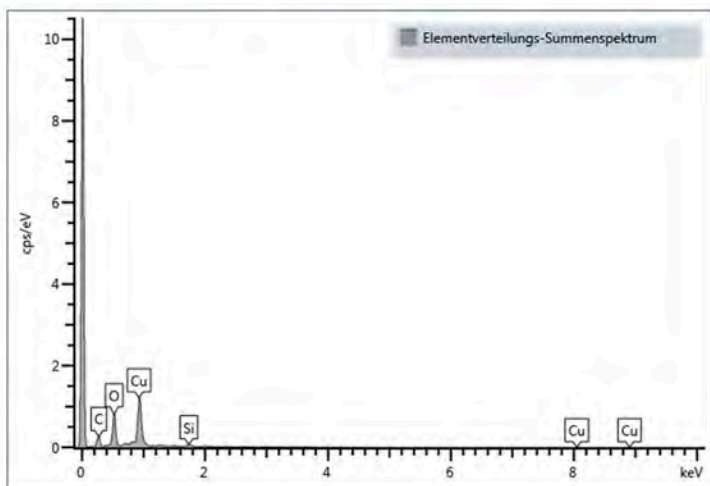 Elementverteilungs-Summenspektrum
10
8
cps/eV
6
4
2
Cu
O
C
Si
Cu
Cu
0
0
2
4
6
8
keV